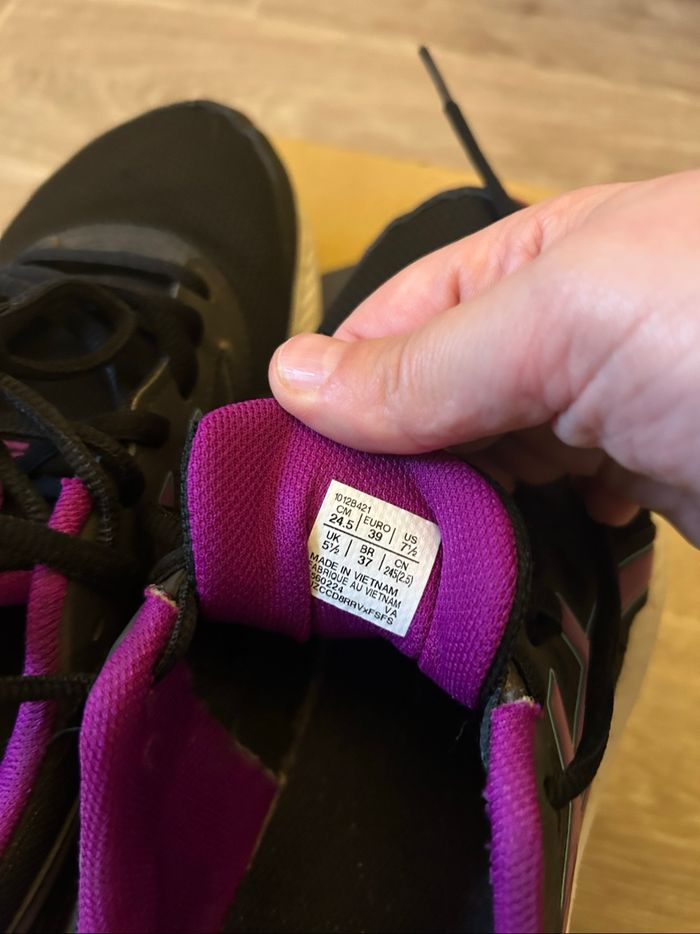 1012B421
CM | EURO | US
24.5 | 39 | 7½
UK | BR | CN
5½ | 37 | 245(2.5)
MADE IN VIETNAM
FABRIQUE AU VIETNAM
560224 VA